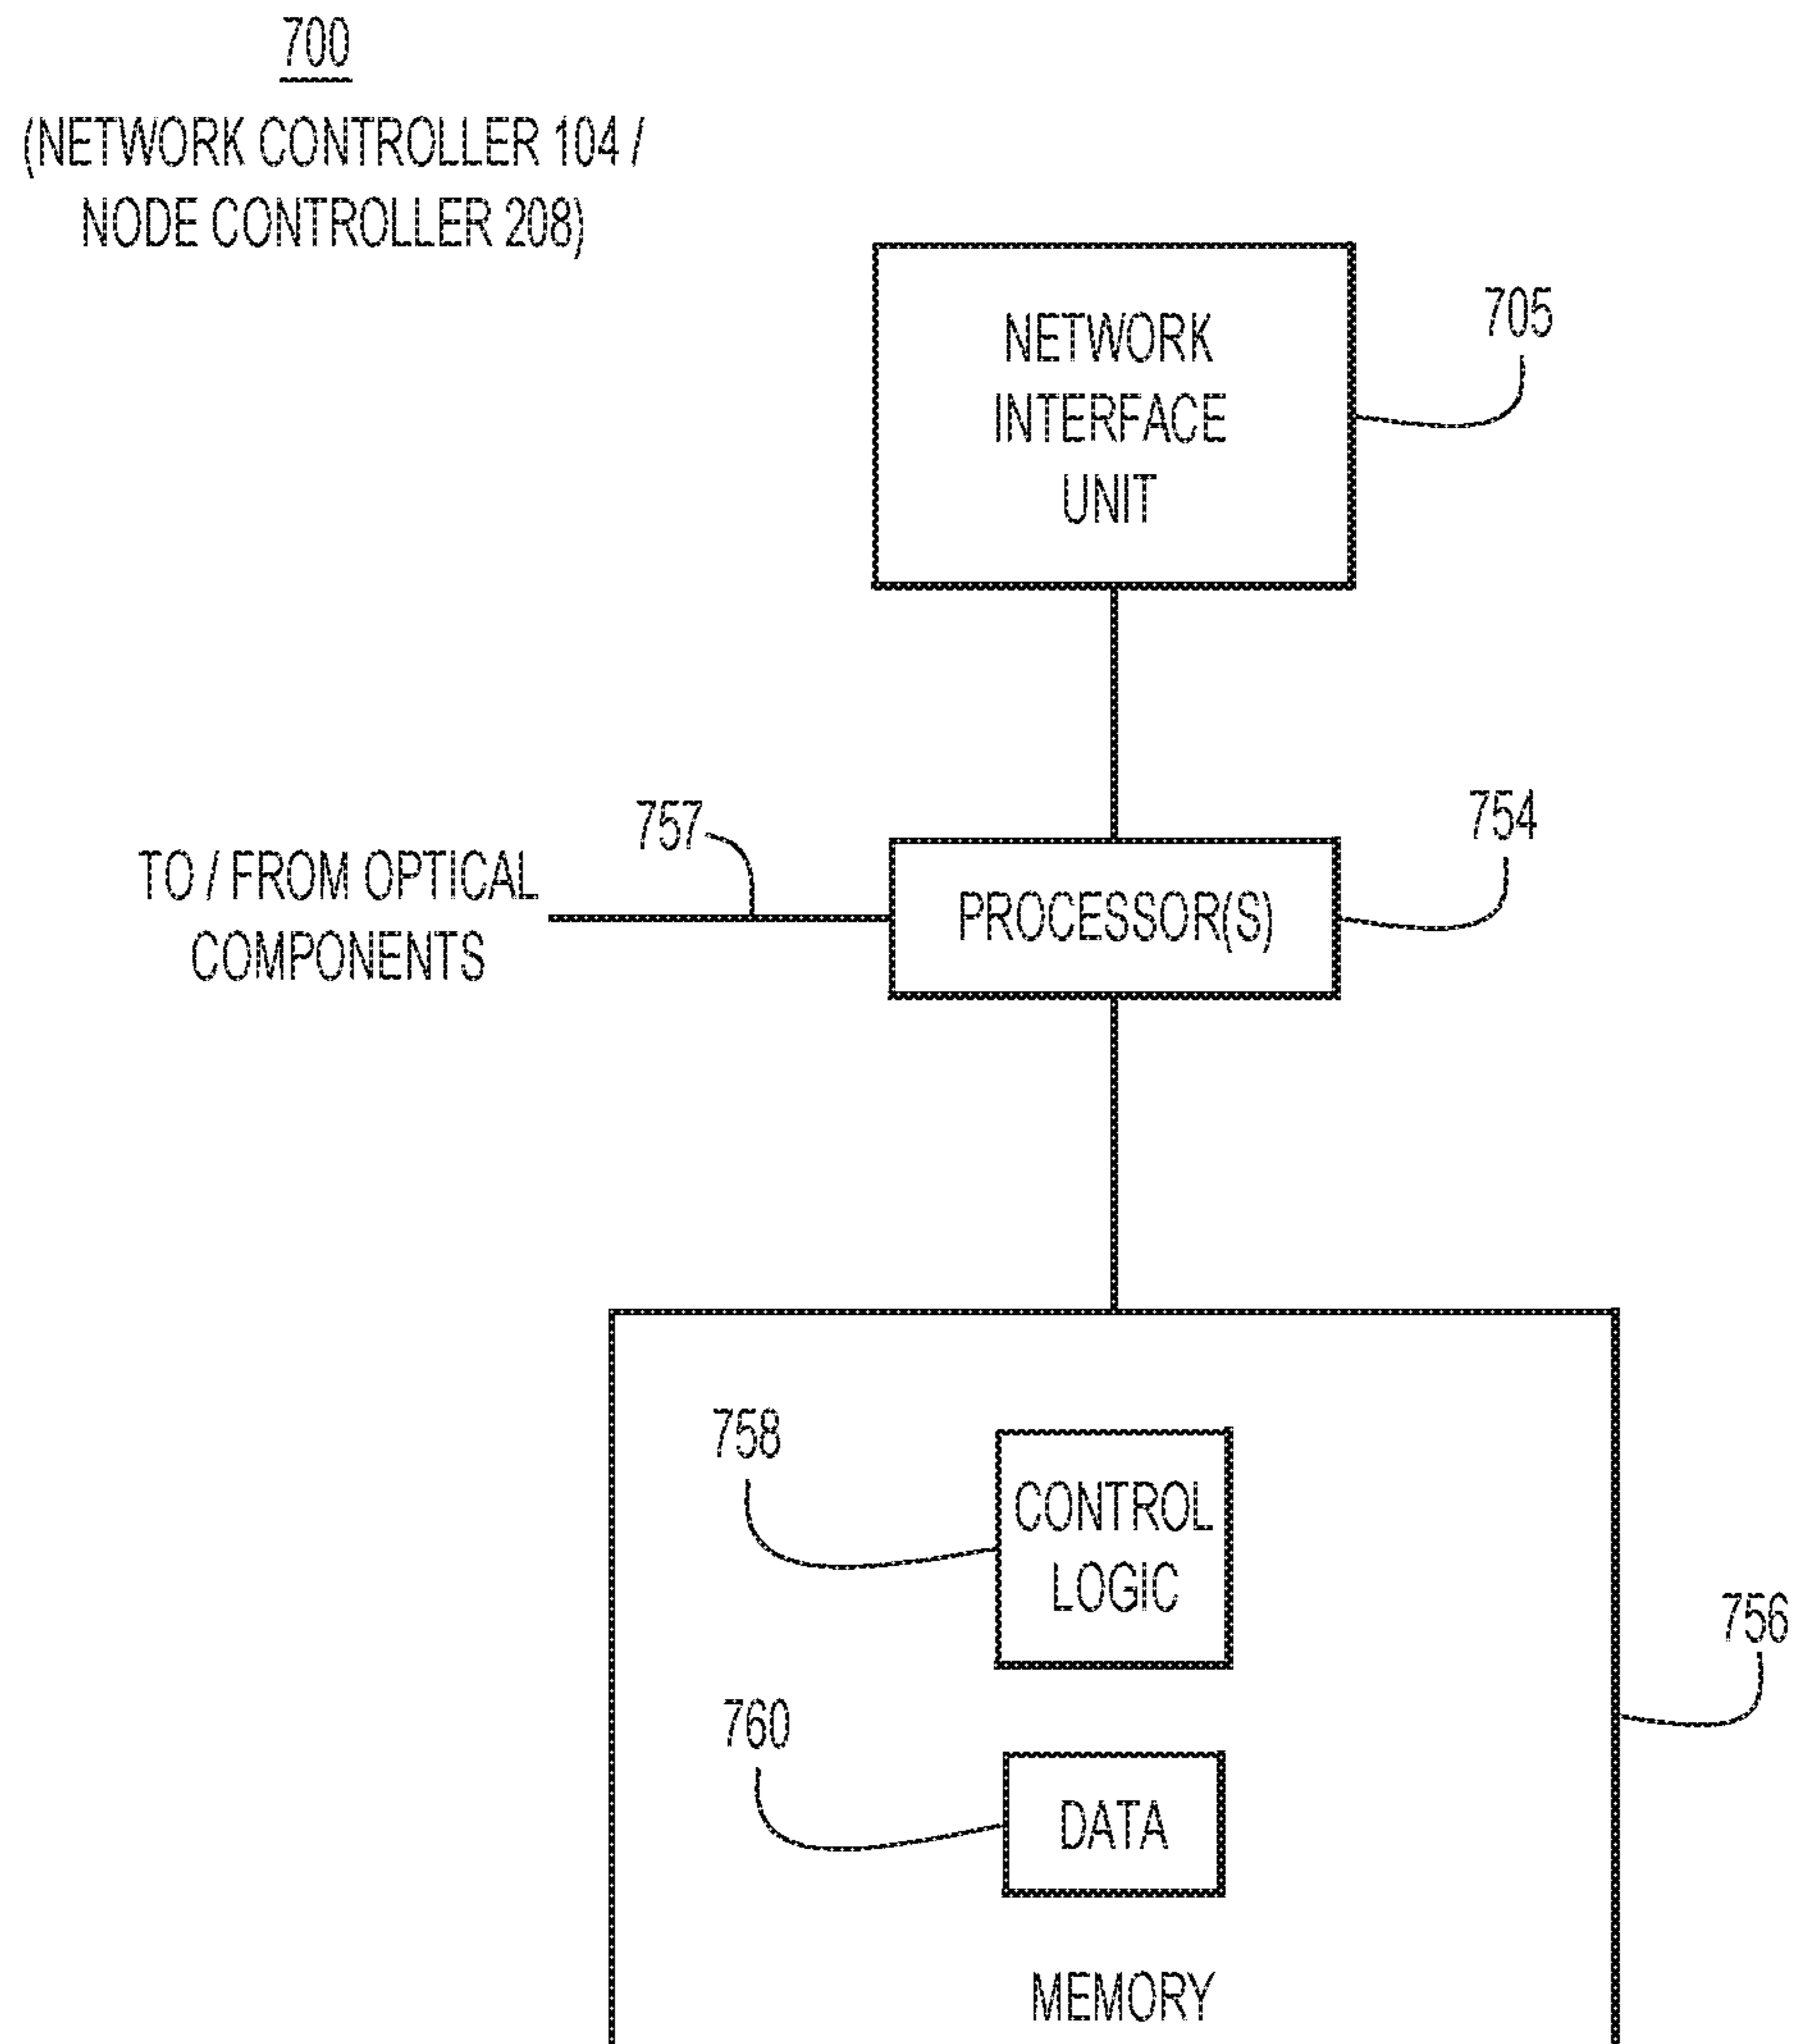 700
(NETWORK CONTROLLER 104 /
NODE CONTROLLER 208)
NETWORK
INTERFACE
UNIT
705
757
754
TO / FROM OPTICAL
COMPONENTS
PROCESSOR(S)
758
CONTROL
LOGIC
756
760
DATA
MEMORY